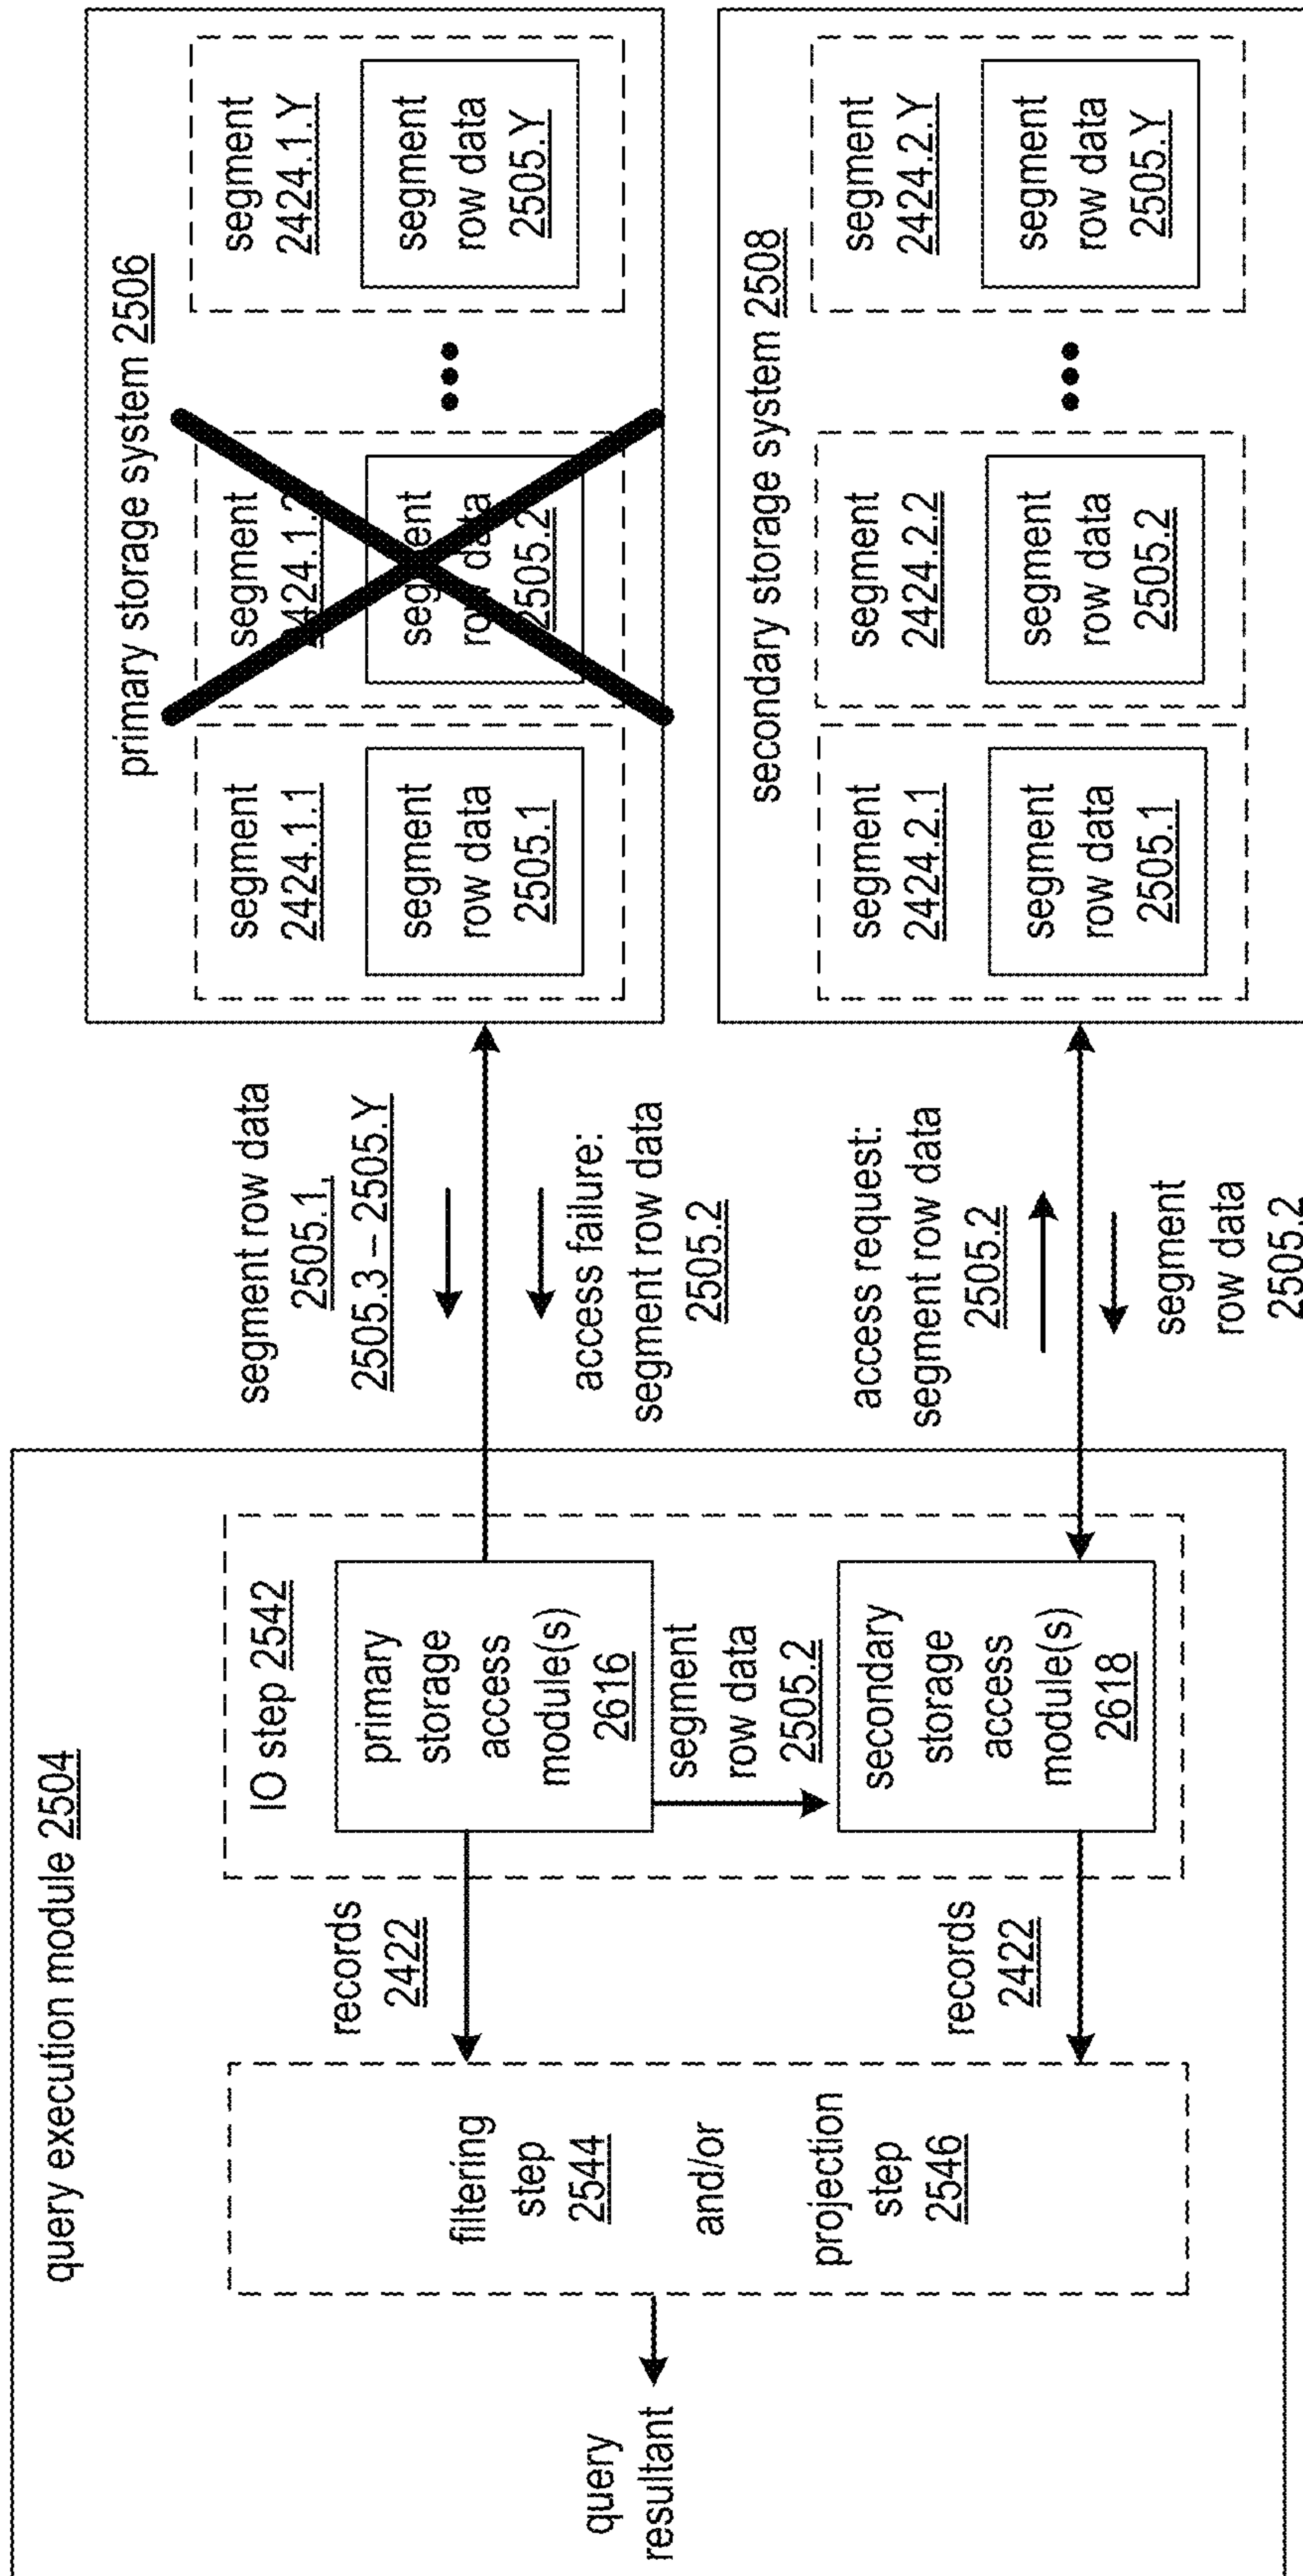 query execution module 2504
IO step 2542
primary
storage
access
module(s)
2616
segment
row data
2505.2
secondary
storage
access
module(s)
2618
records
2422
records
2422
filtering
step
2544
and/or
projection
step
2546
query
resultant
segment row data
2505.1,
2505.3 – 2505.Y
access failure:
segment row data
2505.2
access request:
segment row data
2505.2
segment
row data
2505.2
primary storage system 2506
segment
2424.1.1
segment
row data
2505.1
segment
2424.1.2
segment
row data
2505.2
segment
2424.1.Y
segment
row data
2505.Y
secondary storage system 2508
segment
2424.2.1
segment
row data
2505.1
segment
2424.2.2
segment
row data
2505.2
segment
2424.2.Y
segment
row data
2505.Y